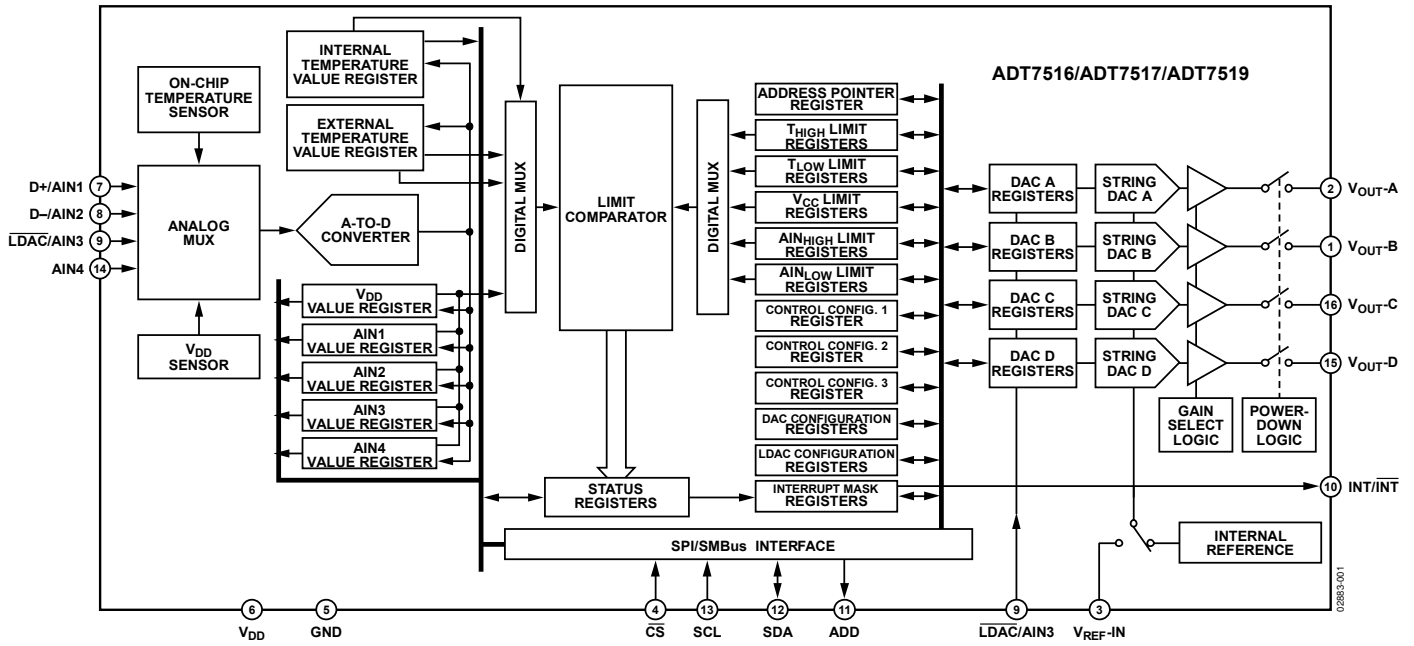 ADT7516/ADT7517/ADT7519
INTERNAL
TEMPERATURE
VALUE REGISTER
ON-CHIP
TEMPERATURE
SENSOR
EXTERNAL
TEMPERATURE
VALUE REGISTER
D+/AIN1
7
D–/AIN2
8
LDAC/AIN3
9
AIN4
14
ANALOG
MUX
A-TO-D
CONVERTER
VDD
SENSOR
VDD
VALUE REGISTER
AIN1
VALUE REGISTER
AIN2
VALUE REGISTER
AIN3
VALUE REGISTER
AIN4
VALUE REGISTER
DIGITAL MUX
LIMIT
COMPARATOR
DIGITAL MUX
ADDRESS POINTER
REGISTER
THIGH LIMIT
REGISTERS
TLOW LIMIT
REGISTERS
VCC LIMIT
REGISTERS
AINHIGH LIMIT
REGISTERS
AINLOW LIMIT
REGISTERS
CONTROL CONFIG. 1
REGISTER
CONTROL CONFIG. 2
REGISTER
CONTROL CONFIG. 3
REGISTER
DAC CONFIGURATION
REGISTERS
LDAC CONFIGURATION
REGISTERS
INTERRUPT MASK
REGISTERS
STATUS
REGISTERS
SPI/SMBus INTERFACE
DAC A
REGISTERS
STRING
DAC A
2
VOUT-A
DAC B
REGISTERS
STRING
DAC B
1
VOUT-B
DAC C
REGISTERS
STRING
DAC C
16
VOUT-C
DAC D
REGISTERS
STRING
DAC D
15
VOUT-D
GAIN
SELECT
LOGIC
POWER-
DOWN
LOGIC
10
INT/INT
INTERNAL
REFERENCE
02883-001
6
VDD
5
GND
4
CS
13
SCL
12
SDA
11
ADD
9
LDAC/AIN3
3
VREF-IN